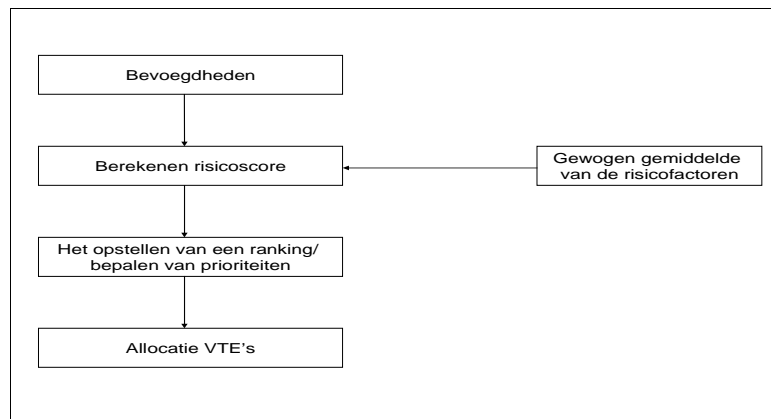 Bevoegdheden
Berekenen risicoscore
Gewogen gemiddelde
van de risicofactoren
Het opstellen van een ranking/
bepalen van prioriteiten
Allocatie VTE's